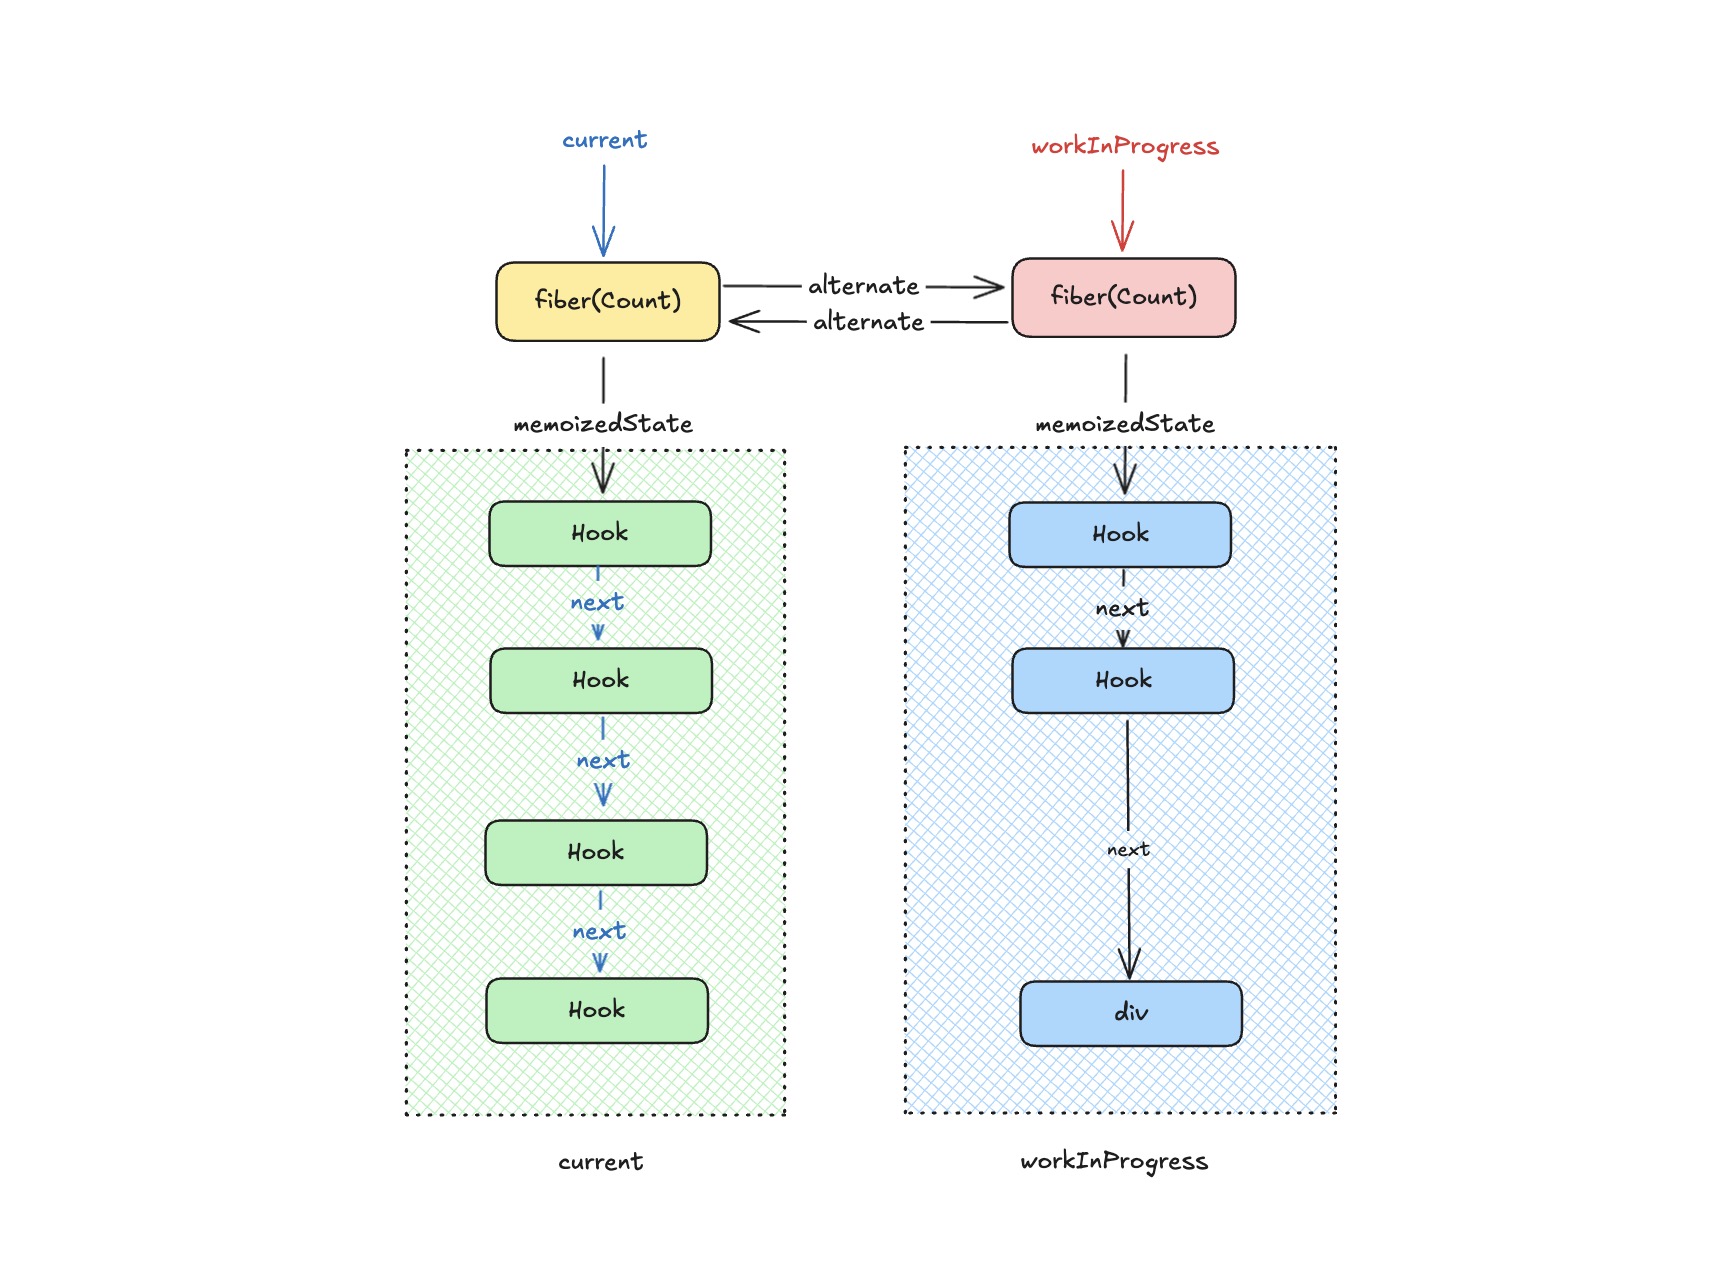 current
workInProgress
fiber(Count)
alternate
fiber(Count)
alternate
memoizedState
memoizedState
Hook
Hook
next
next
Hook
Hook
next
next
Hook
next
Hook
div
current
workInProgress